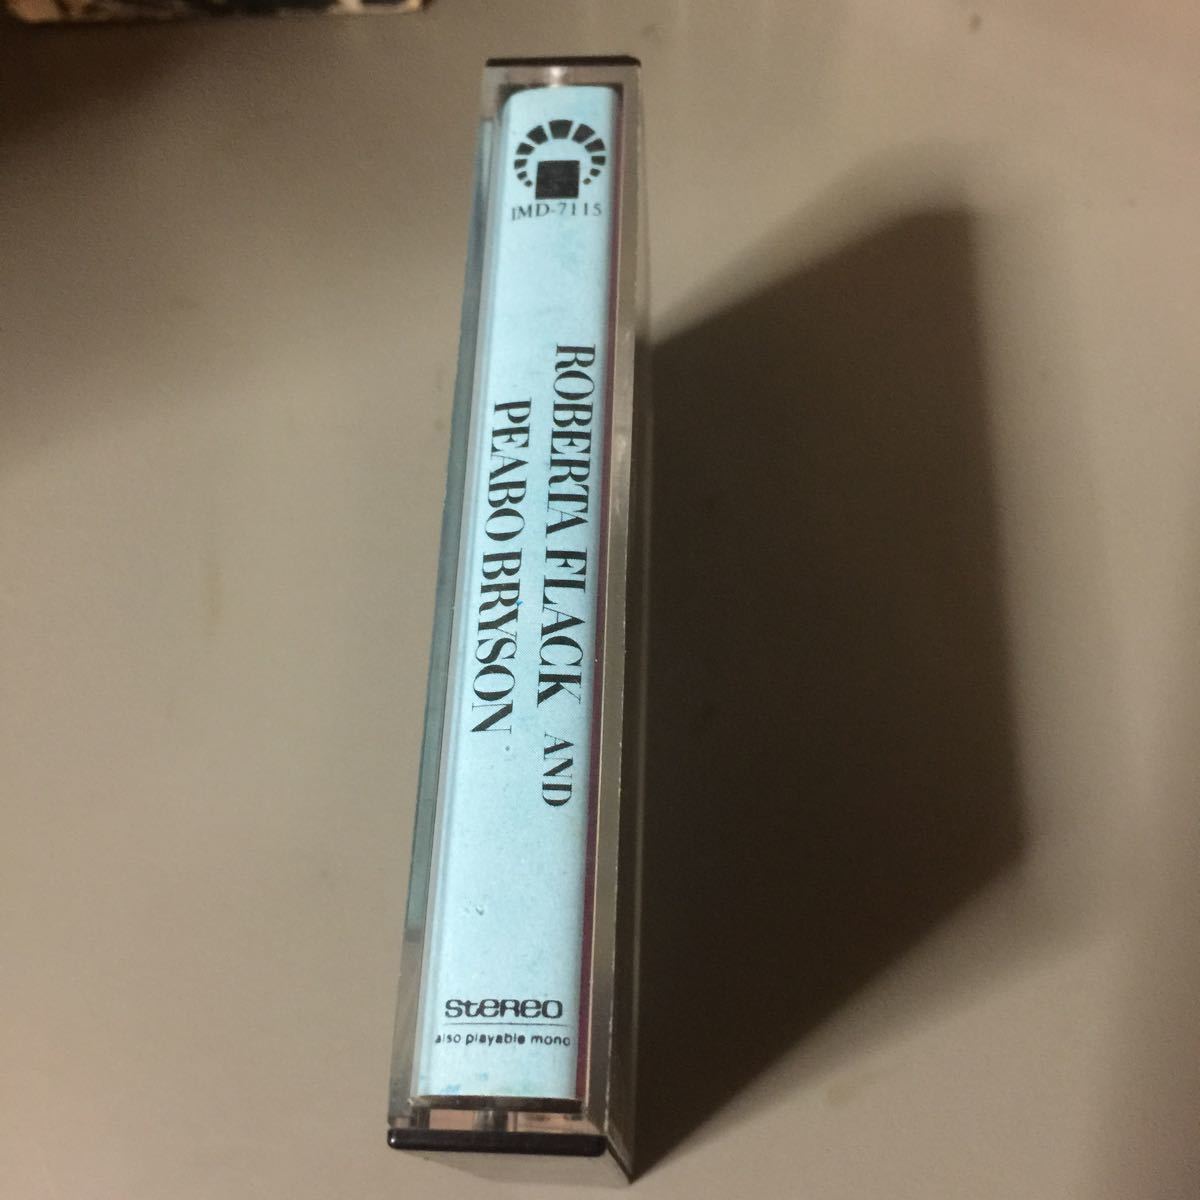 IMD-7115
ROBERTA FLACK AND
PEABO BRYSON
stereo
also playable mono